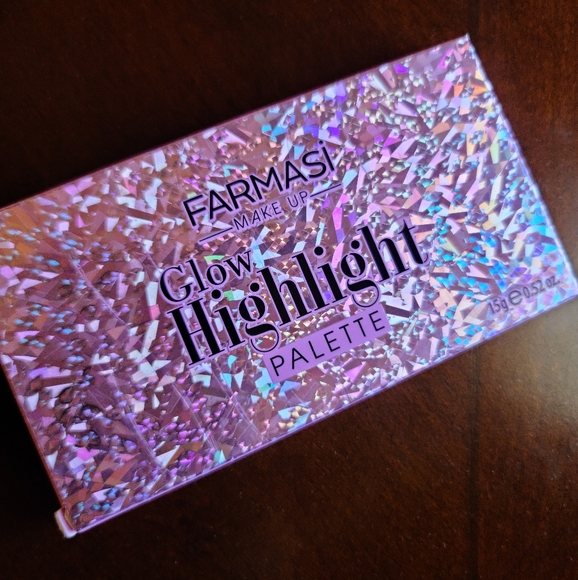 FARMASi
MAKE UP
Glow
Highlight
PALETTE
15g ℮ 0.52 oz.